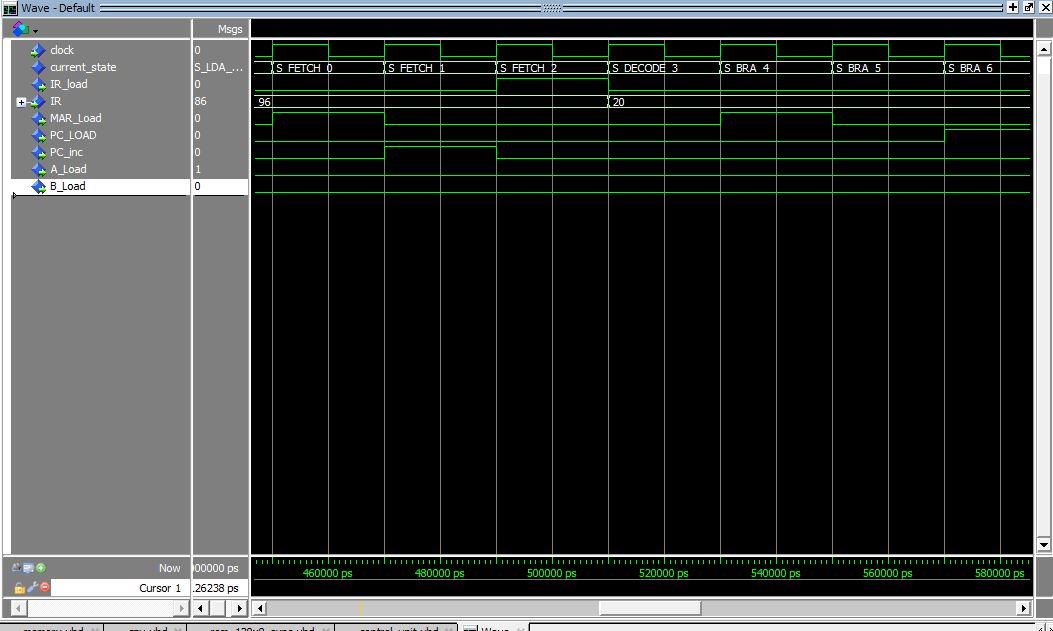 Wave - Default
Msgs
clock 0
current_state S_LDA_... S_FETCH_0 S_FETCH_1 S_FETCH_2 S_DECODE_3 S_BRA_4 S_BRA_5 S_BRA_6
IR_load 0
IR 86 96 20
MAR_Load 0
PC_LOAD 0
PC_inc 0
A_Load 1
B_Load 0
Now 00000 ps 460000 ps 480000 ps 500000 ps 520000 ps 540000 ps 560000 ps 580000 ps
Cursor 1 .26238 ps